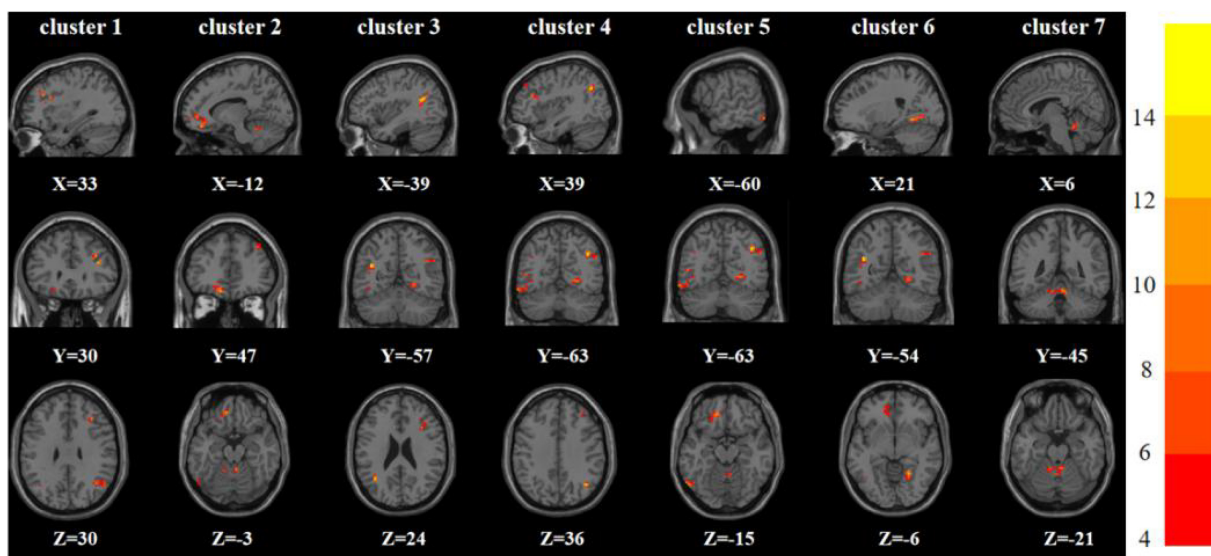 cluster 1 cluster 2 cluster 3 cluster 4 cluster 5 cluster 6 cluster 7
X=33 X=-12 X=-39 X=39 X=-60 X=21 X=6
Y=30 Y=47 Y=-57 Y=-63 Y=-63 Y=-54 Y=-45
Z=30 Z=-3 Z=24 Z=36 Z=-15 Z=-6 Z=-21
14
12
10
8
6
4